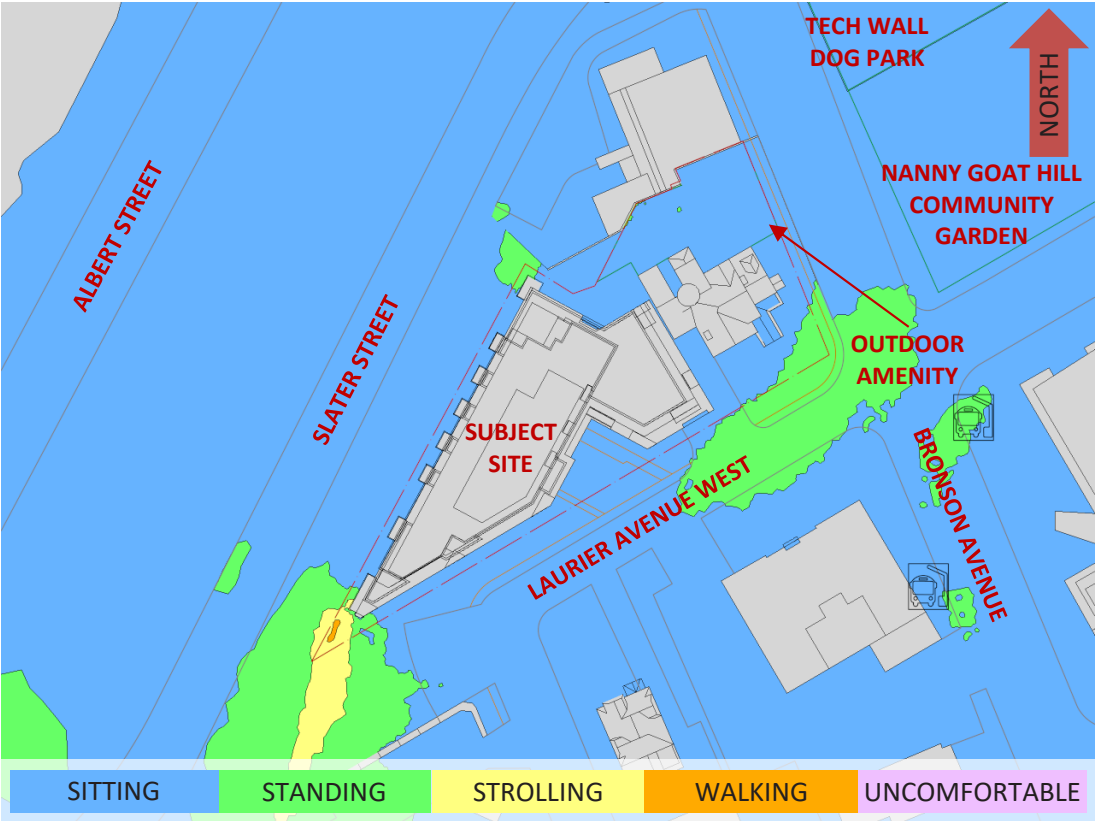 TECH WALL
DOG PARK
NORTH
ALBERT STREET
NANNY GOAT HILL
COMMUNITY
GARDEN
SLATER STREET
OUTDOOR
AMENITY
SUBJECT
SITE
BRONSON AVENUE
LAURIER AVENUE WEST
SITTING
STANDING
STROLLING
WALKING
UNCOMFORTABLE